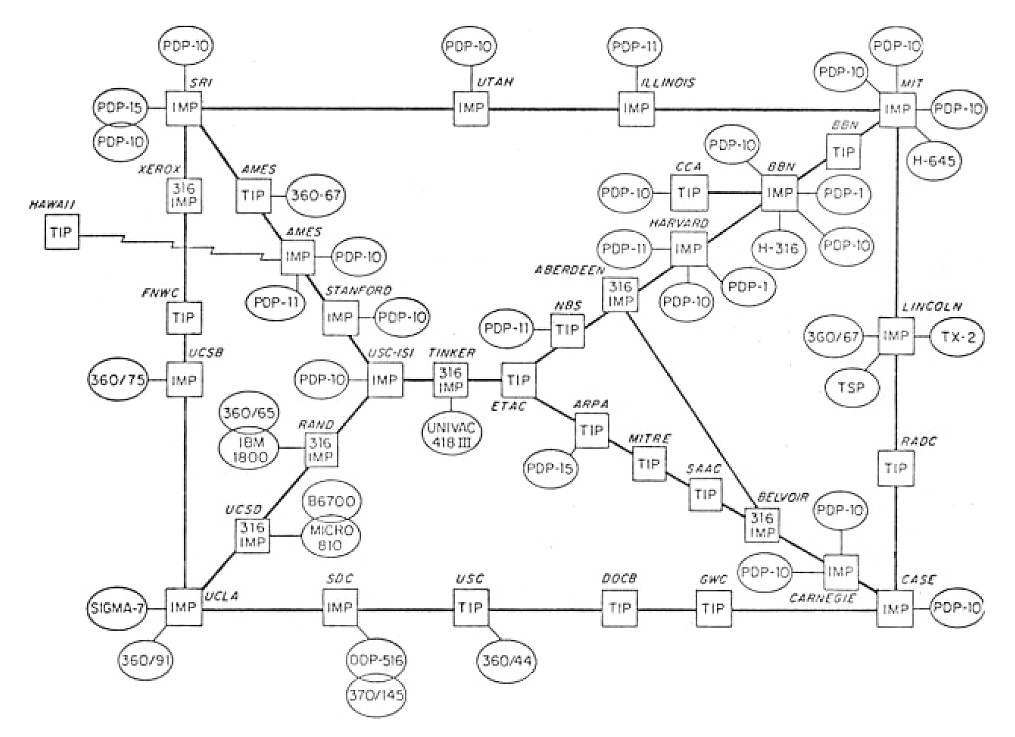 PDP-10
PDP-10
PDP-11
PDP-10
SRI
UTAH
ILLINOIS
PDP-10
MIT
PDP-15
IMP
IMP
IMP
IMP
PDP-10
PDP-10
BBN
PDP-10
TIP
H-645
XEROX
AMES
CCA
BBN
316
IMP
TIP
360-67
PDP-10
TIP
IMP
PDP-1
HAWAII
TIP
AMES
HARVARD
IMP
PDP-10
PDP-11
IMP
H-316
PDP-10
PDP-11
ABERDEEN
316
IMP
PDP-10
PDP-1
FNWC
STANFORD
NBS
LINCOLN
TIP
IMP
PDP-10
PDP-11
TIP
360/67
IMP
TX-2
UCSB
USC-ISI
TINKER
360/75
IMP
PDP-10
IMP
316
IMP
TIP
TSP
ETAC
ARPA
360/65
RAND
UNIVAC
418 III
TIP
MITRE
RADC
IBM
1800
316
IMP
PDP-15
TIP
SAAC
TIP
TIP
UCSD
B6700
BELVOIR
PDP-10
316
IMP
MICRO
810
316
IMP
PDP-10
IMP
SDC
USC
DOCB
GWC
CARNEGIE
CASE
SIGMA-7
IMP
UCLA
IMP
TIP
TIP
TIP
IMP
PDP-10
360/91
DDP-516
360/44
370/145